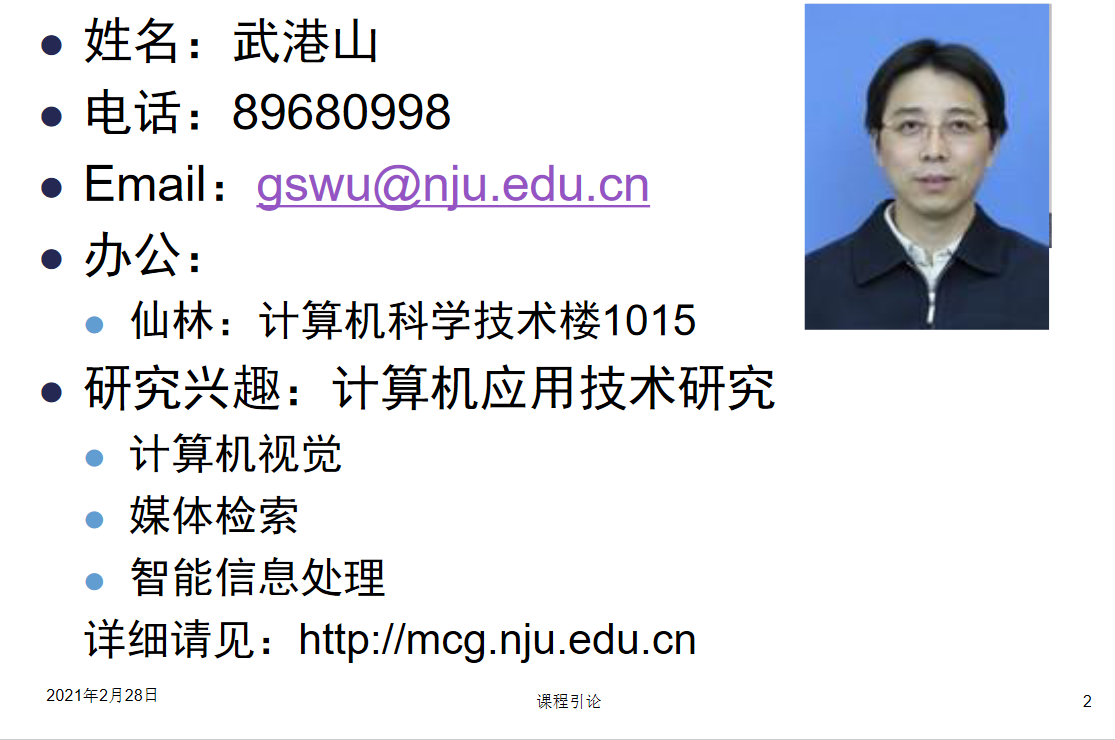 姓名：武港山
电话：89680998
Email：gswu@nju.edu.cn
办公：
仙林：计算机科学技术楼1015
研究兴趣：计算机应用技术研究
计算机视觉
媒体检索
智能信息处理
详细请见：http://mcg.nju.edu.cn
2021年2月28日
课程引论
2